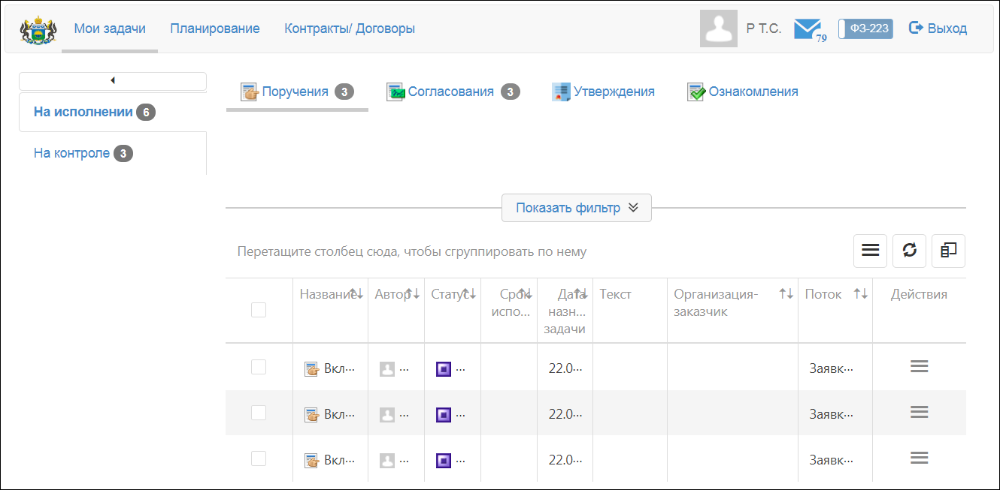 Мои задачи Планирование Контракты/ Договоры Р Т.С. 79 ФЗ-223 Выход
Поручения 3 Согласования 3 Утверждения Ознакомления
На исполнении 6
На контроле 3
Показать фильтр
Перетащите столбец сюда, чтобы сгруппировать по нему
Название Автор Статус Срок Дата Текст Организация- Поток Действия
испо... назн... заказчик
задачи
Вкл... ... ... 22.0... Заявк...
Вкл... ... ... 22.0... Заявк...
Вкл... ... ... 22.0... Заявк...